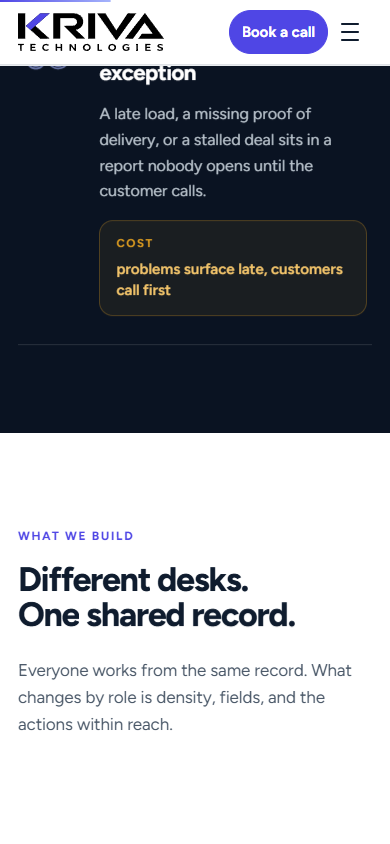 KRIVA
TECHNOLOGIES
Book a call
exception
A late load, a missing proof of
delivery, or a stalled deal sits in a
report nobody opens until the
customer calls.
COST
problems surface late, customers
call first
WHAT WE BUILD
Different desks.
One shared record.
Everyone works from the same record. What
changes by role is density, fields, and the
actions within reach.